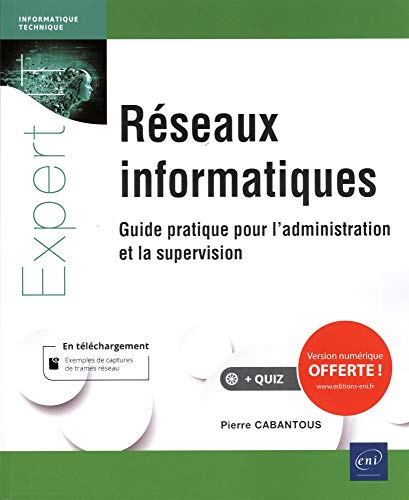 INFORMATIQUE
TECHNIQUE
Expert IT
Réseaux
informatiques
Guide pratique pour l'administration
et la supervision
En téléchargement
Exemples de captures
de trames réseau
+ QUIZ
Version numérique
OFFERTE !
www.editions-eni.fr
Pierre CABANTOUS
eni